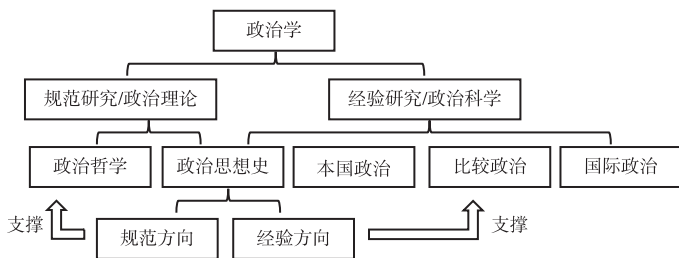 政治学
规范研究/政治理论
经验研究/政治科学
政治哲学
政治思想史
本国政治
比较政治
国际政治
支撑
规范方向
经验方向
支撑